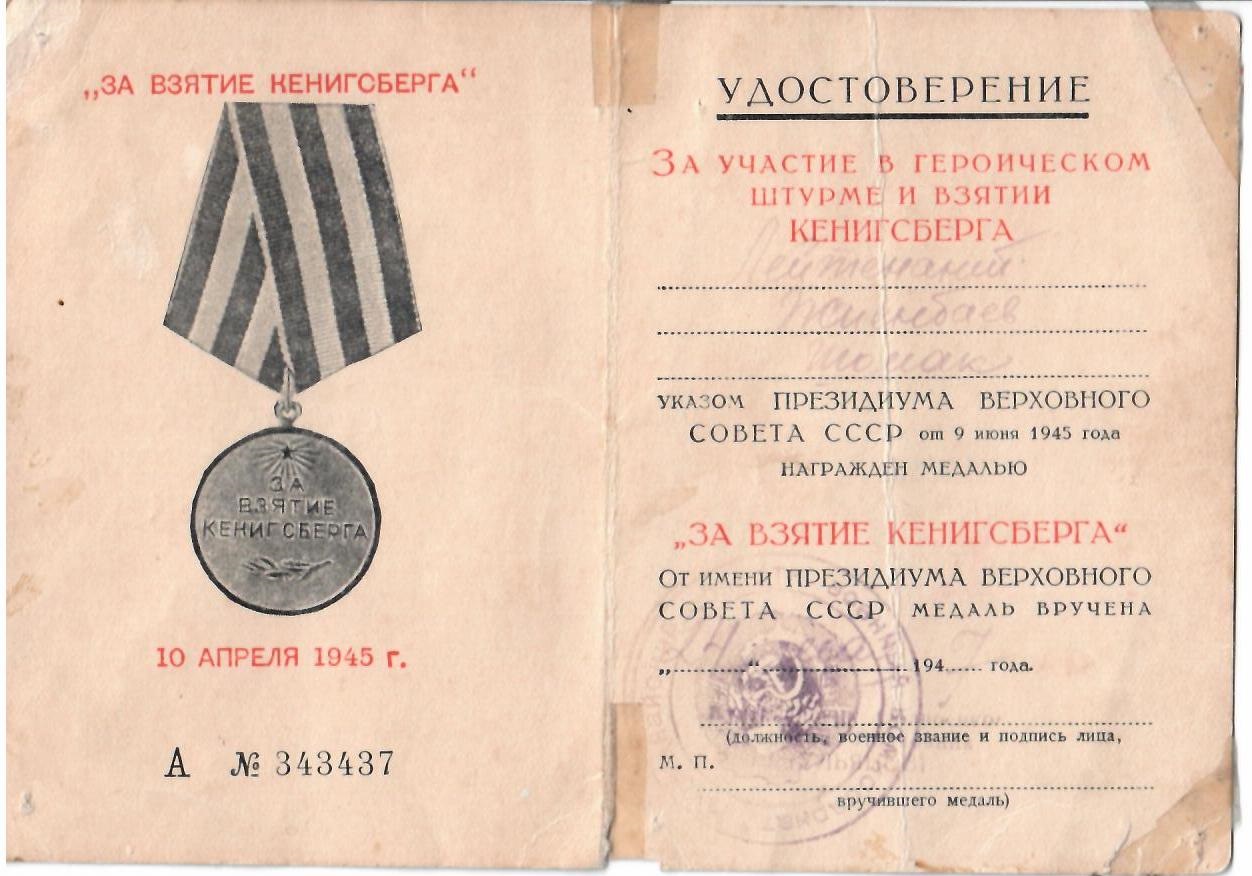 „ЗА ВЗЯТИЕ КЕНИГСБЕРГА“
ЗА
ВЗЯТИЕ
КЕНИГСБЕРГА
10 АПРЕЛЯ 1945 г.
А № 343437
УДОСТОВЕРЕНИЕ
ЗА УЧАСТИЕ В ГЕРОИЧЕСКОМ
ШТУРМЕ И ВЗЯТИИ
КЕНИГСБЕРГА
Лейтенант
УКАЗОМ ПРЕЗИДИУМА ВЕРХОВНОГО
СОВЕТА СССР от 9 июня 1945 года
НАГРАЖДЕН МЕДАЛЬЮ
„ЗА ВЗЯТИЕ КЕНИГСБЕРГА“
ОТ ИМЕНИ ПРЕЗИДИУМА ВЕРХОВНОГО
СОВЕТА СССР МЕДАЛЬ ВРУЧЕНА
„24“ 1947 года.
(должность, военное звание и подпись лица,
М. П.
вручившего медаль)